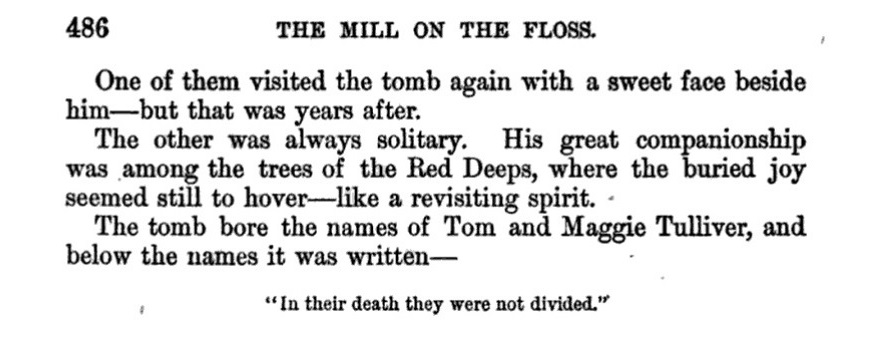 486 THE MILL ON THE FLOSS.
One of them visited the tomb again with a sweet face beside
him—but that was years after.
The other was always solitary. His great companionship
was among the trees of the Red Deeps, where the buried joy
seemed still to hover—like a revisiting spirit.
The tomb bore the names of Tom and Maggie Tulliver, and
below the names it was written—
“In their death they were not divided.”